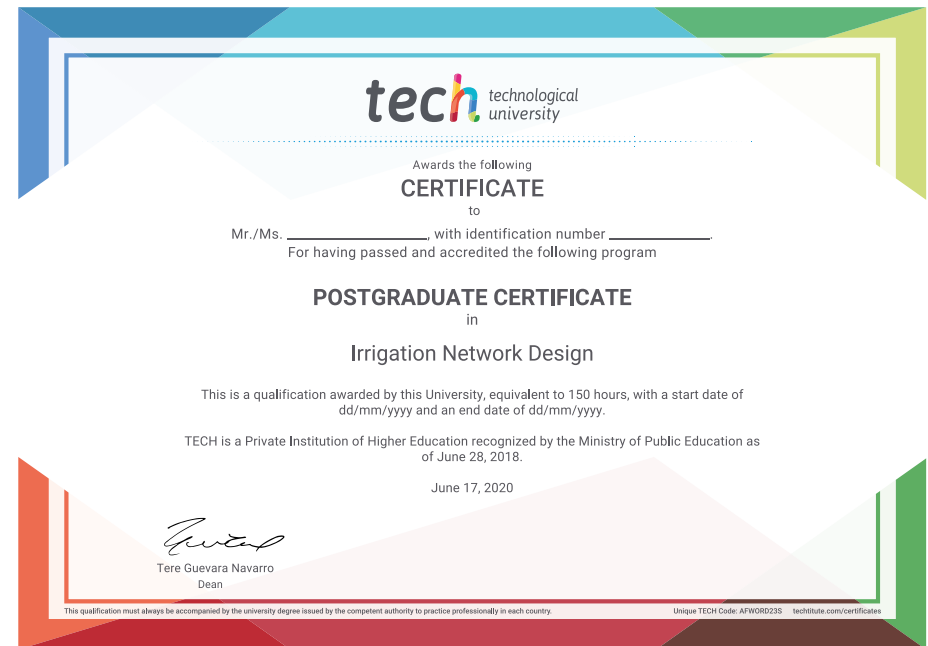 tech technological
university
Awards the following
CERTIFICATE
to
Mr./Ms. ____________________, with identification number ______________.
For having passed and accredited the following program
POSTGRADUATE CERTIFICATE
in
Irrigation Network Design
This is a qualification awarded by this University, equivalent to 150 hours, with a start date of
dd/mm/yyyy and an end date of dd/mm/yyyy.
TECH is a Private Institution of Higher Education recognized by the Ministry of Public Education as
of June 28, 2018.
June 17, 2020
Tere Guevara Navarro
Dean
This qualification must always be accompanied by the university degree issued by the competent authority to practice professionally in each country. Unique TECH Code: AFWORD23S techtitute.com/certificates